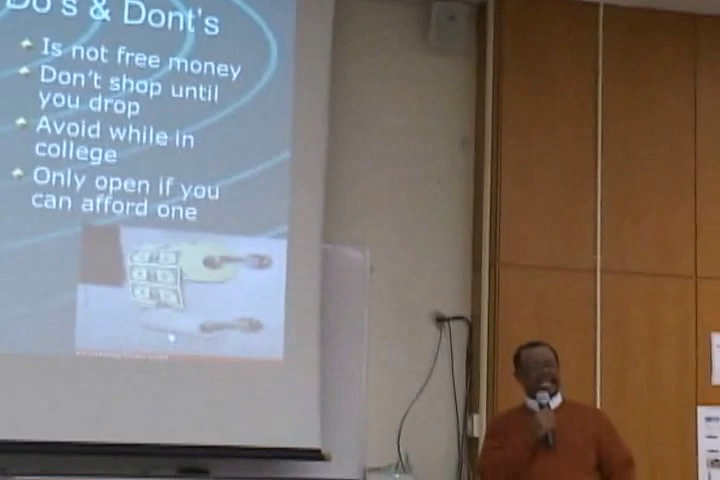 Do's & Dont's
Is not free money
Don't shop until
you drop
Avoid while in
college
Only open if you
can afford one